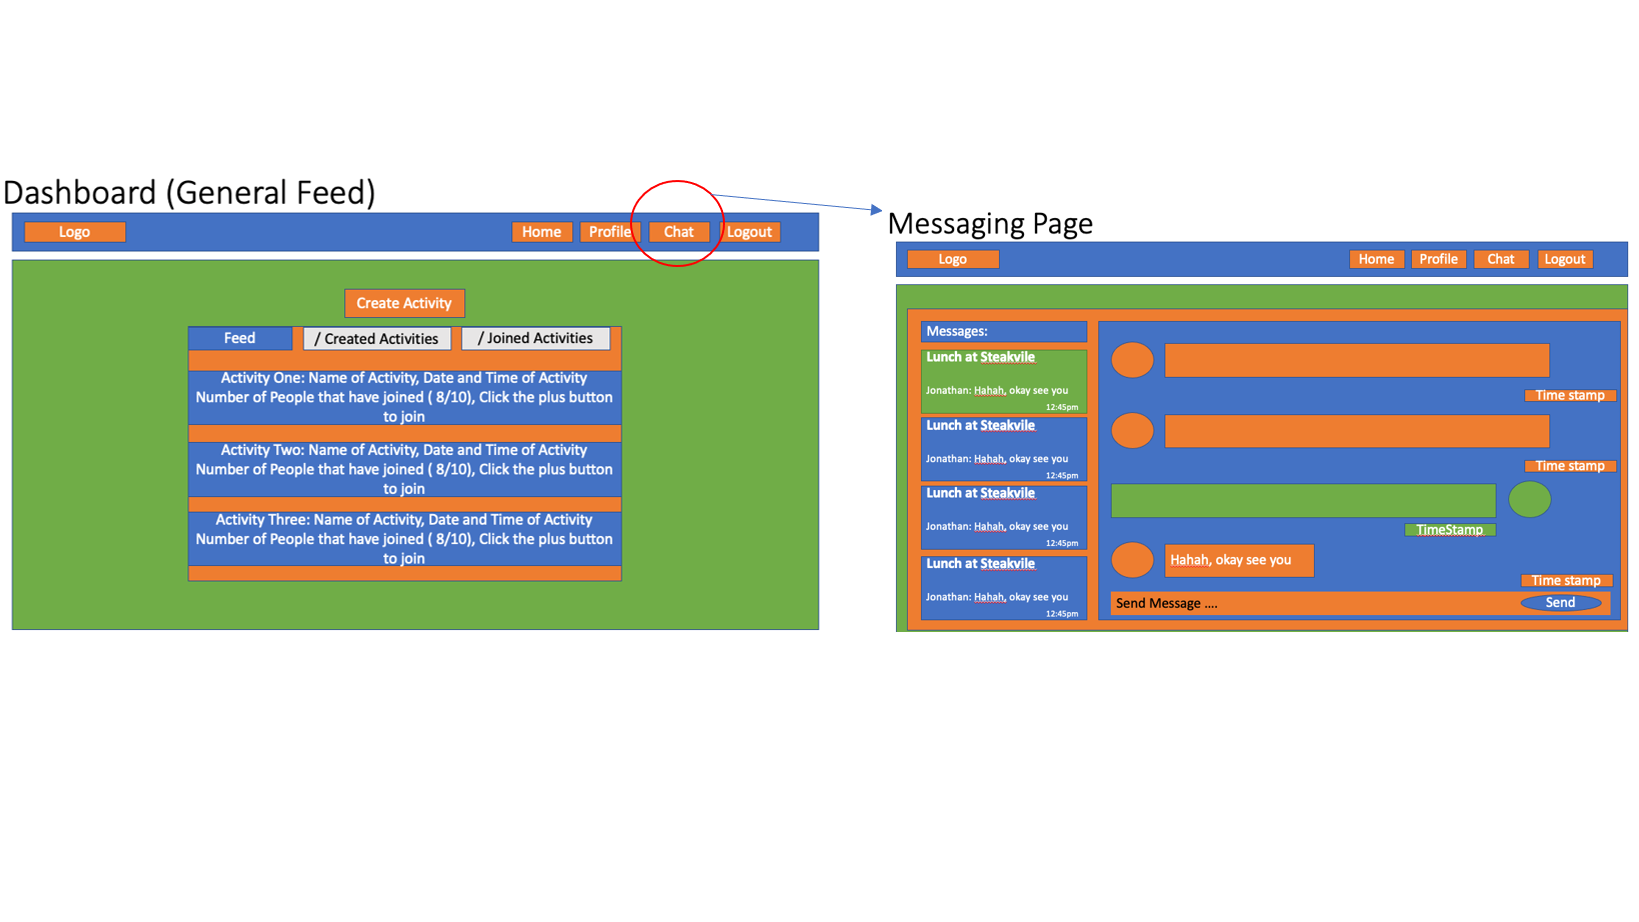 Dashboard (General Feed)
Logo
Home
Profile
Chat
Logout
Create Activity
Feed
/ Created Activities
/ Joined Activities
Activity One: Name of Activity, Date and Time of Activity
Number of People that have joined ( 8/10), Click the plus button
to join
Activity Two: Name of Activity, Date and Time of Activity
Number of People that have joined ( 8/10), Click the plus button
to join
Activity Three: Name of Activity, Date and Time of Activity
Number of People that have joined ( 8/10), Click the plus button
to join
Messaging Page
Logo
Home
Profile
Chat
Logout
Messages:
Lunch at Steakvile
Jonathan: Hahah, okay see you
12:45pm
Lunch at Steakvile
Jonathan: Hahah, okay see you
12:45pm
Lunch at Steakvile
Jonathan: Hahah, okay see you
12:45pm
Lunch at Steakvile
Jonathan: Hahah, okay see you
12:45pm
Time stamp
Time stamp
TimeStamp
Hahah, okay see you
Time stamp
Send Message ....
Send